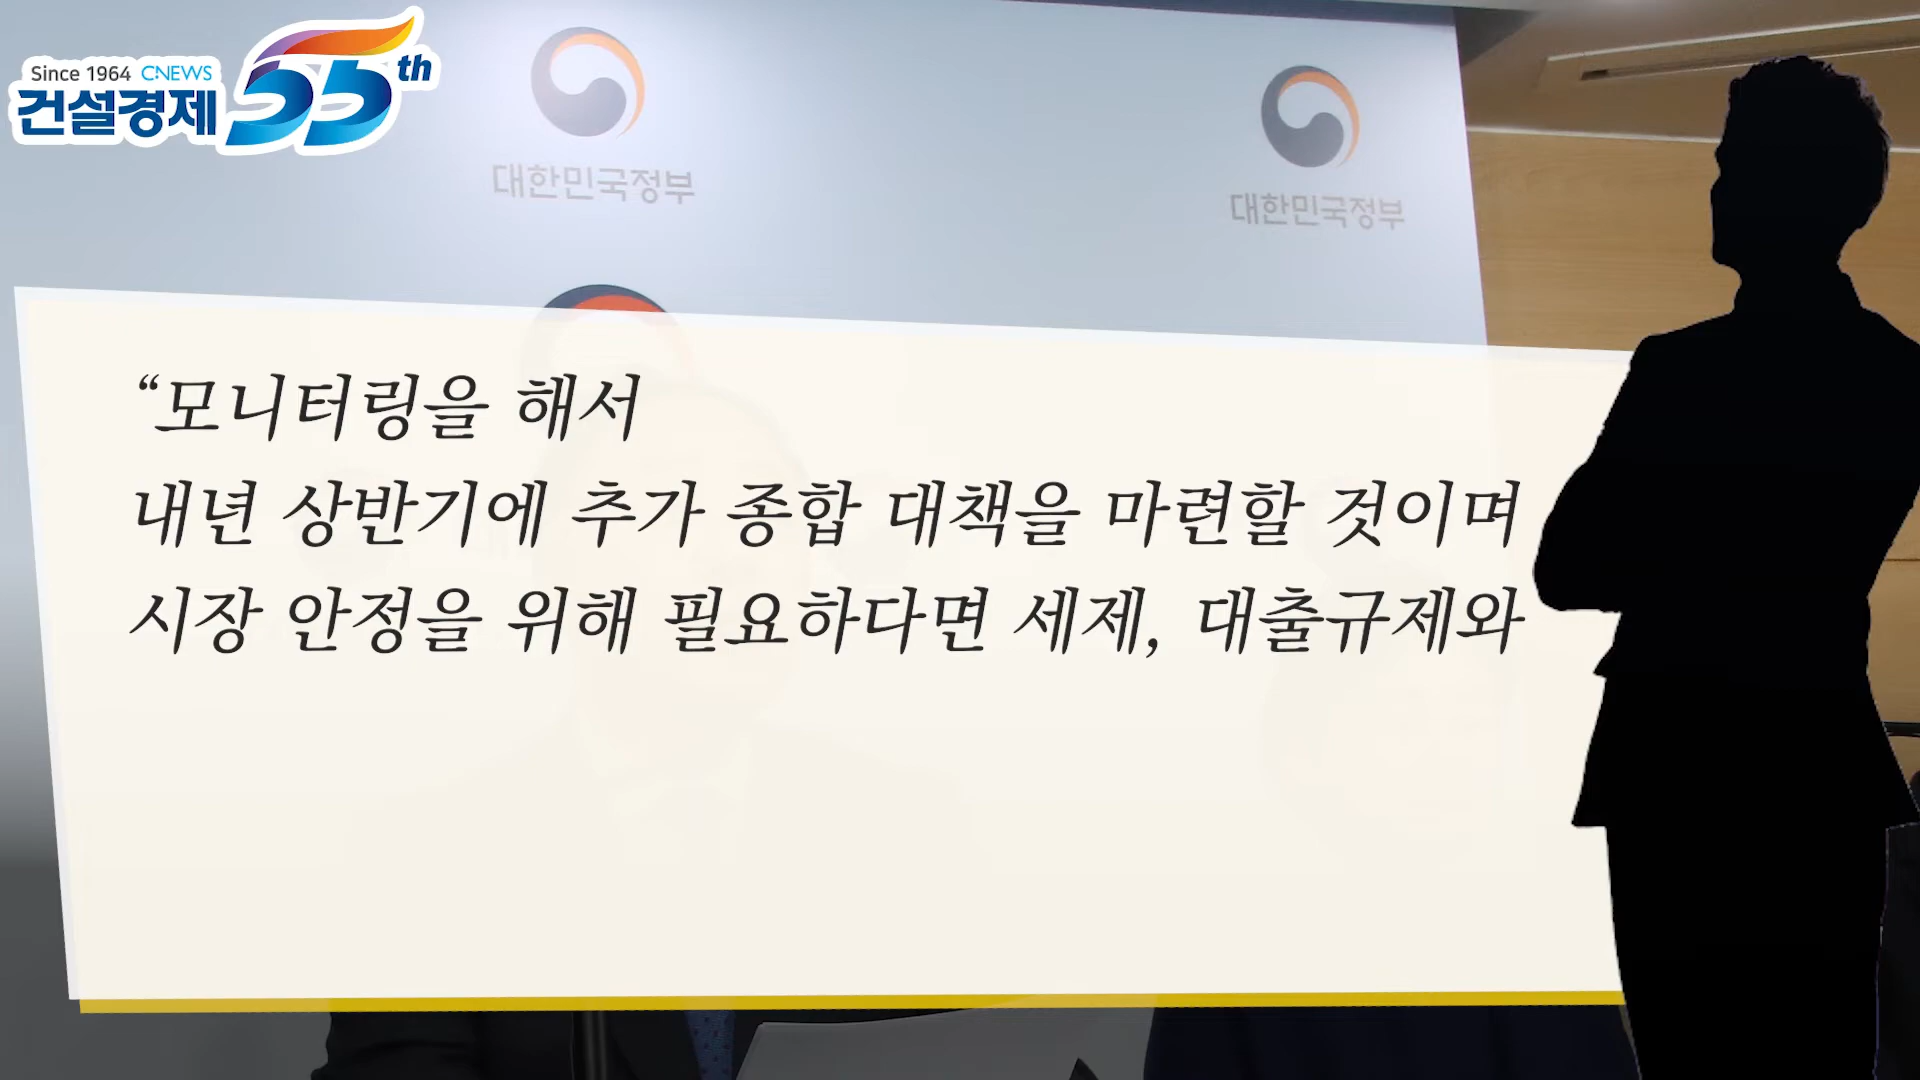 Since 1964 CNEWS
건설경제 55th
대한민국정부
대한민국정부
“모니터링을 해서
내년 상반기에 추가 종합 대책을 마련할 것이며
시장 안정을 위해 필요하다면 세제, 대출규제와